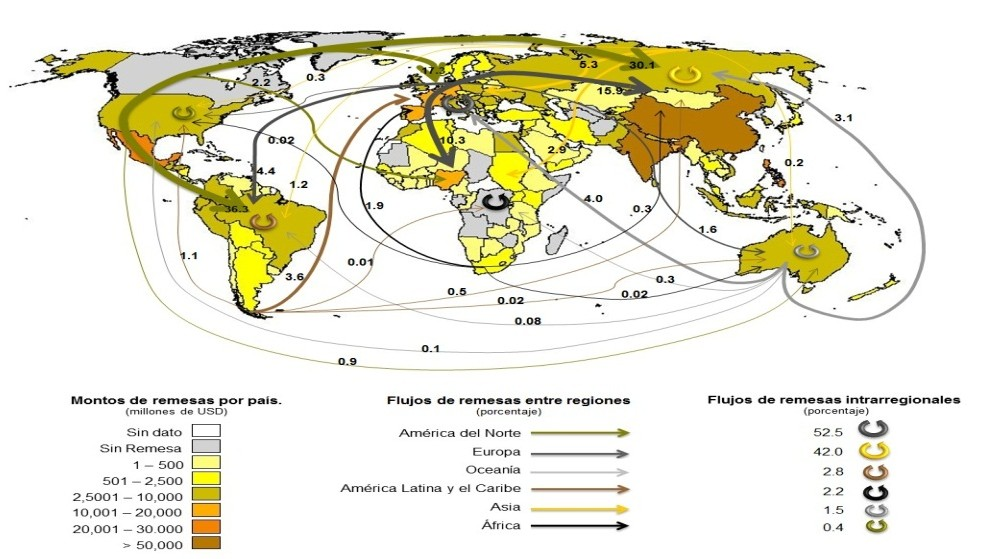 17.3
5.3
30.1
2.2
0.3
15.9
3.1
0.02
10.3
2.9
0.2
4.4
1.2
4.0
36.3
1.9
0.3
1.6
1.1
0.01
3.6
0.3
0.5
0.02
0.02
0.08
0.1
0.9
Montos de remesas por país.
(millones de USD)
Sin dato
Sin Remesa
1 – 500
501 – 2,500
2,5001 – 10,000
10,001 – 20,000
20,001 - 30.000
> 50,000
Flujos de remesas entre regiones
(porcentaje)
América del Norte
Europa
Oceanía
América Latina y el Caribe
Asia
África
Flujos de remesas intrarregionales
(porcentaje)
52.5
42.0
2.8
2.2
1.5
0.4